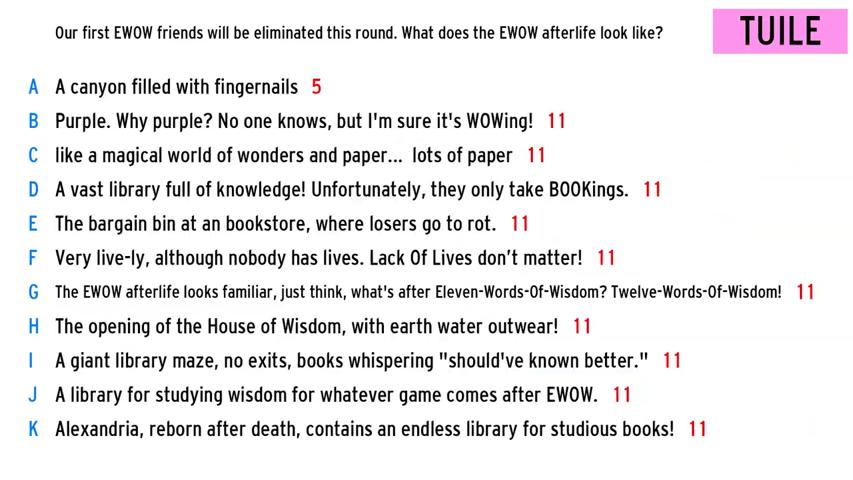 Our first EWOW friends will be eliminated this round. What does the EWOW afterlife look like?
TUILE
A A canyon filled with fingernails 5
B Purple. Why purple? No one knows, but I'm sure it's WOWing! 11
C like a magical world of wonders and paper... lots of paper 11
D A vast library full of knowledge! Unfortunately, they only take BOOKings. 11
E The bargain bin at an bookstore, where losers go to rot. 11
F Very live-ly, although nobody has lives. Lack Of Lives don’t matter! 11
G The EWOW afterlife looks familiar, just think, what's after Eleven-Words-Of-Wisdom? Twelve-Words-Of-Wisdom! 11
H The opening of the House of Wisdom, with earth water outwear! 11
I A giant library maze, no exits, books whispering "should've known better." 11
J A library for studying wisdom for whatever game comes after EWOW. 11
K Alexandria, reborn after death, contains an endless library for studious books! 11